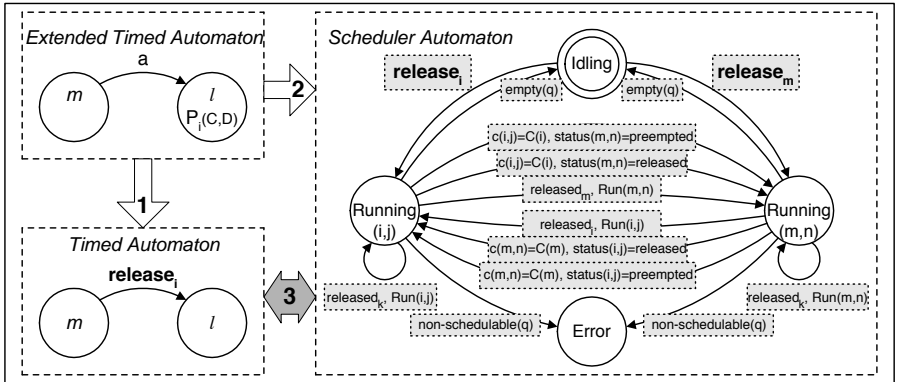 Extended Timed Automaton
a
m
l
P_i(C,D)
2
1
Timed Automaton
release_i
m
l
3
Scheduler Automaton
Idling
release_i
release_m
empty(q)
empty(q)
c(i,j)=C(i), status(m,n)=preempted
c(i,j)=C(i), status(m,n)=released
released_m, Run(m,n)
Running
(i,j)
Running
(m,n)
released_i, Run(i,j)
c(m,n)=C(m), status(i,j)=released
c(m,n)=C(m), status(i,j)=preempted
released_k, Run(i,j)
released_k, Run(m,n)
non-schedulable(q)
Error
non-schedulable(q)